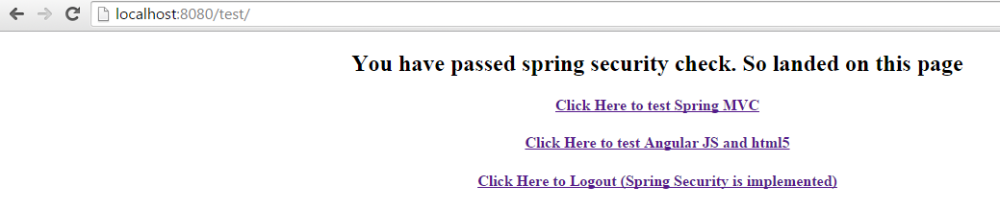 localhost:8080/test/
You have passed spring security check. So landed on this page
Click Here to test Spring MVC
Click Here to test Angular JS and html5
Click Here to Logout (Spring Security is implemented)